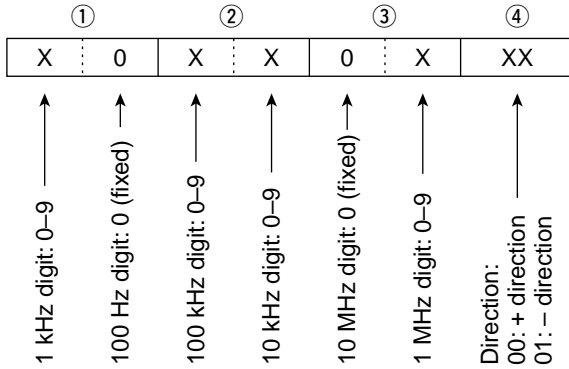 ① ② ③ ④
X 0 X X 0 X XX
1 kHz digit: 0–9
100 Hz digit: 0 (fixed)
100 kHz digit: 0–9
10 kHz digit: 0–9
10 MHz digit: 0 (fixed)
1 MHz digit: 0–9
Direction:
00: + direction
01: – direction